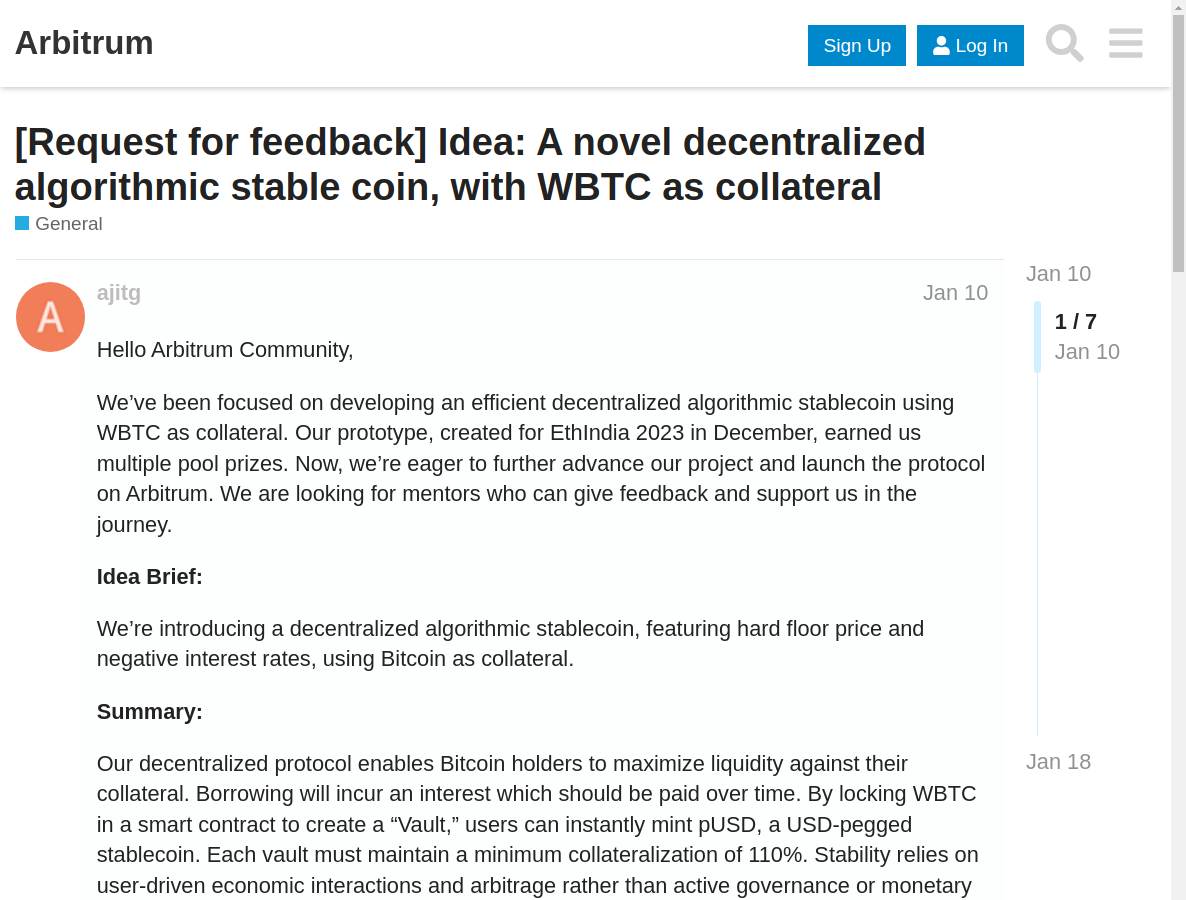 Arbitrum
Sign Up
Log In
[Request for feedback] Idea: A novel decentralized
algorithmic stable coin, with WBTC as collateral
General
A
ajitg
Jan 10
Hello Arbitrum Community,
We’ve been focused on developing an efficient decentralized algorithmic stablecoin using
WBTC as collateral. Our prototype, created for EthIndia 2023 in December, earned us
multiple pool prizes. Now, we’re eager to further advance our project and launch the protocol
on Arbitrum. We are looking for mentors who can give feedback and support us in the
journey.
Idea Brief:
We’re introducing a decentralized algorithmic stablecoin, featuring hard floor price and
negative interest rates, using Bitcoin as collateral.
Summary:
Our decentralized protocol enables Bitcoin holders to maximize liquidity against their
collateral. Borrowing will incur an interest which should be paid over time. By locking WBTC
in a smart contract to create a “Vault,” users can instantly mint pUSD, a USD-pegged
stablecoin. Each vault must maintain a minimum collateralization of 110%. Stability relies on
user-driven economic interactions and arbitrage rather than active governance or monetary
Jan 10
1 / 7
Jan 10
Jan 18